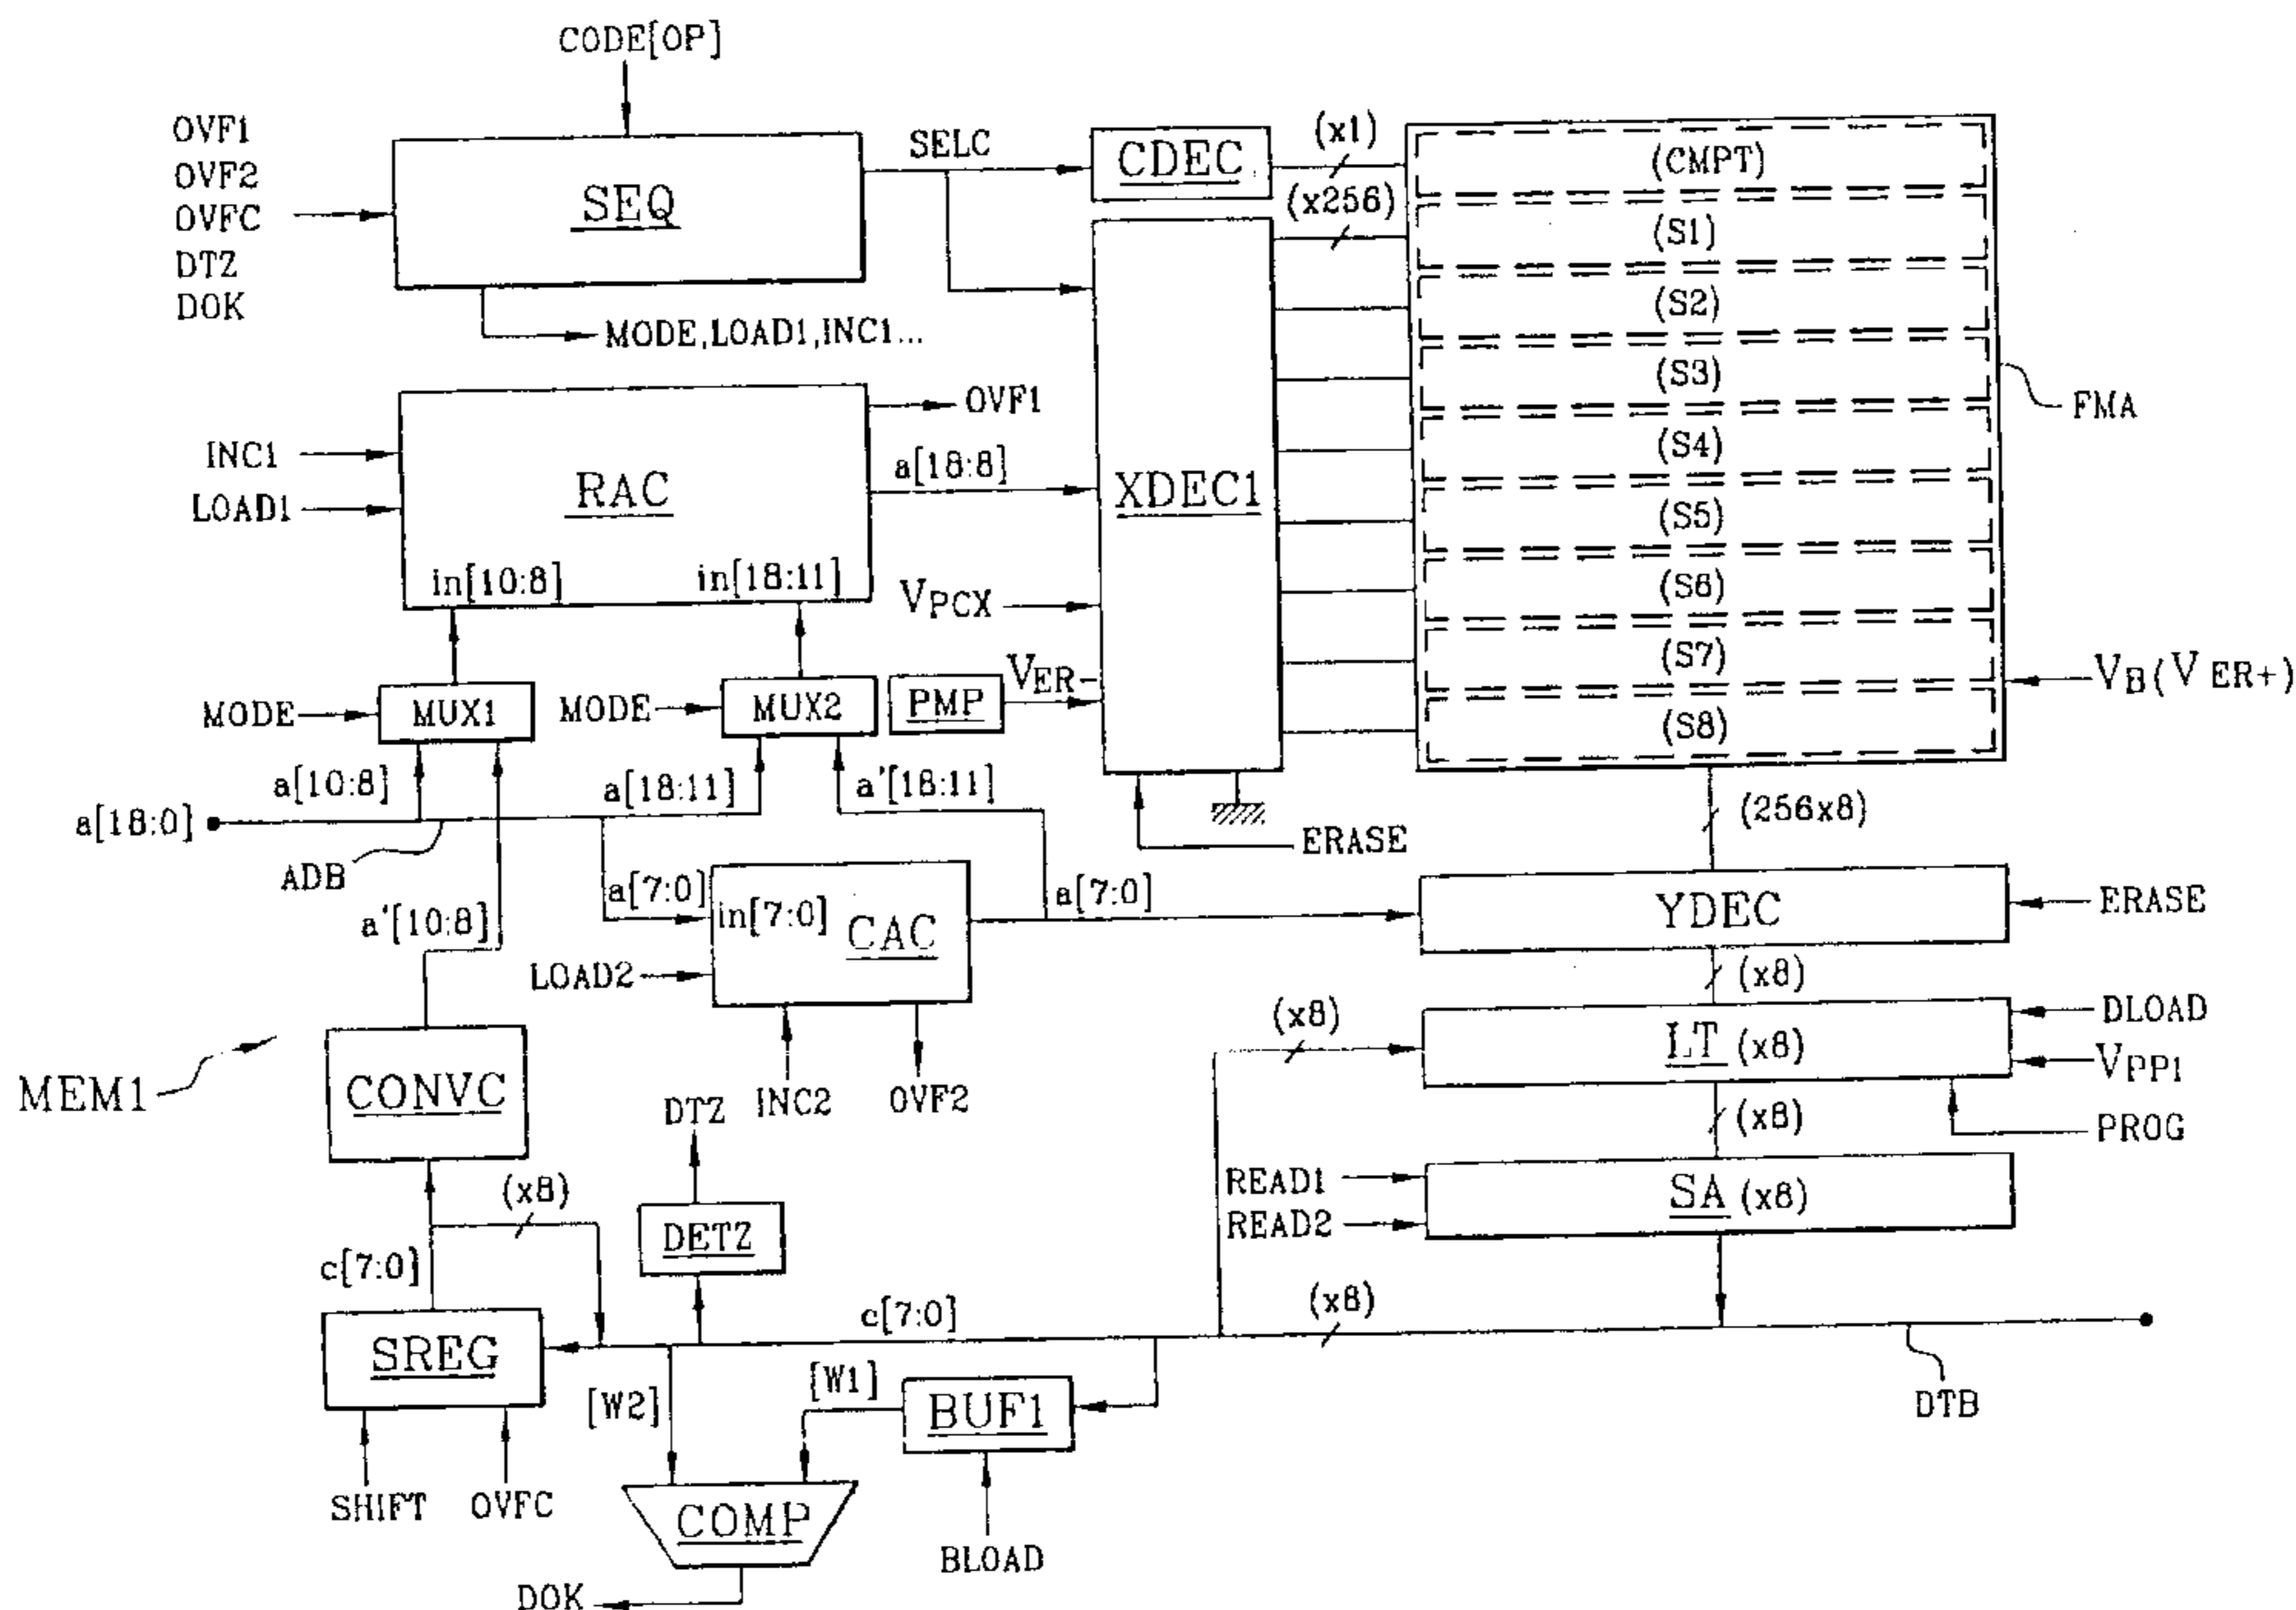 CODE[OP]
OVF1
OVF2
OVFC
DTZ
DOK
SEQ
SELC
CDEC
(x1)
(x256)
MODE,LOAD1,INC1...
(CMPT)
(S1)
(S2)
(S3)
(S4)
(S5)
(S6)
(S7)
(S8)
FMA
VB(VER+)
INC1
LOAD1
RAC
OVF1
a[18:8]
in[10:8]
in[18:11]
XDEC1
VPCX
VER-
PMP
MODE
MUX1
MODE
MUX2
a[10:8]
a[18:11]
a'[18:11]
a[18:0]
ADB
ERASE
(256x8)
a'[10:8]
a[7:0]
in[7:0]
CAC
a[7:0]
YDEC
ERASE
LOAD2
(x8)
INC2
OVF2
(x8)
LT (x8)
DLOAD
VPP1
PROG
(x8)
MEM1
CONVC
DTZ
(x8)
DETZ
READ1
READ2
SA (x8)
c[7:0]
SREG
c[7:0]
(x8)
DTB
[W2]
[W1]
BUF1
SHIFT
OVFC
COMP
BLOAD
DOK